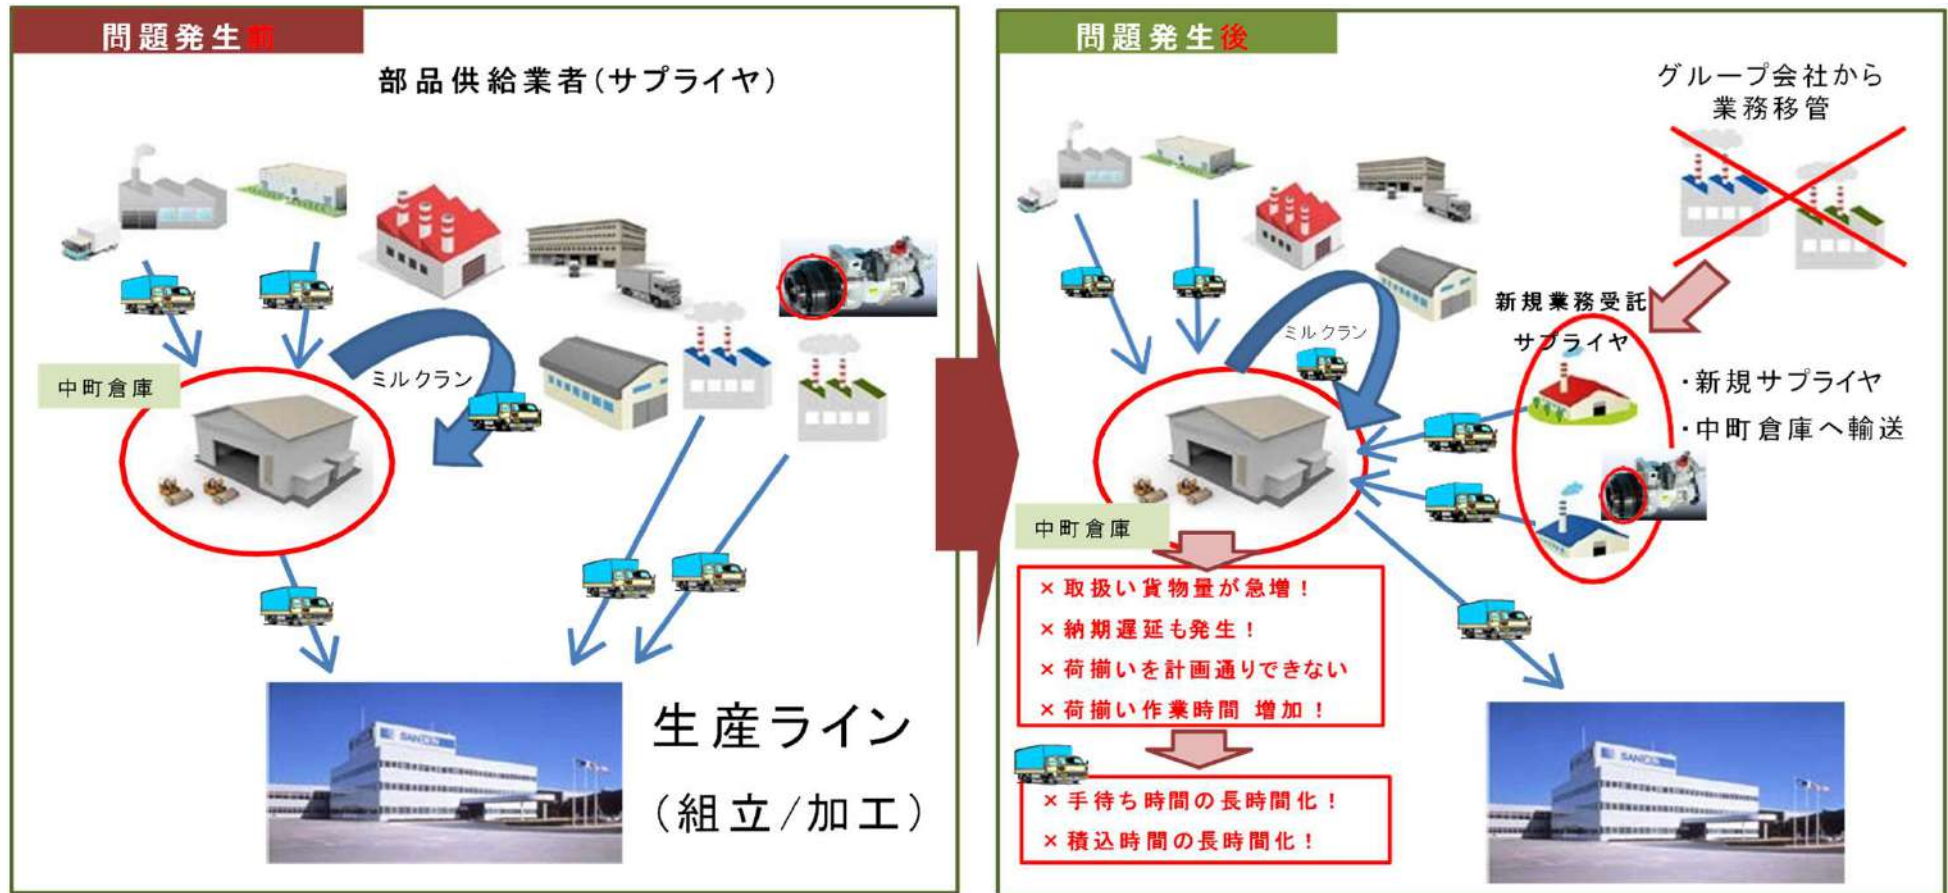 問題発生前
部品供給業者(サプライヤ)
中町倉庫
ミルクラン
生産ライン
(組立/加工)
問題発生後
グループ会社から
業務移管
ミルクラン
新規業務受託
サプライヤ
・新規サプライヤ
・中町倉庫へ輸送
中町倉庫
×取扱い貨物量が急増!
×納期遅延も発生!
×荷揃いを計画通りできない
×荷揃い作業時間 増加!
×手待ち時間の長時間化!
×積込時間の長時間化!